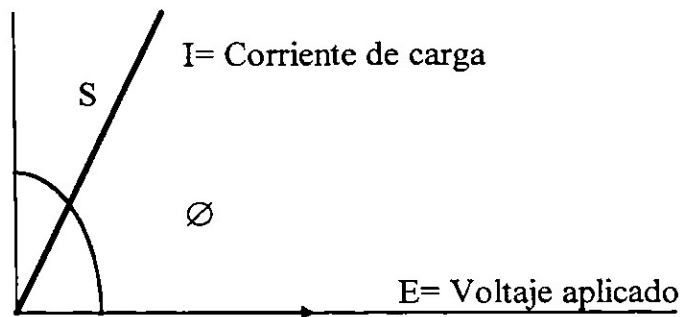 I= Corriente de carga
S
∅
E= Voltaje aplicado